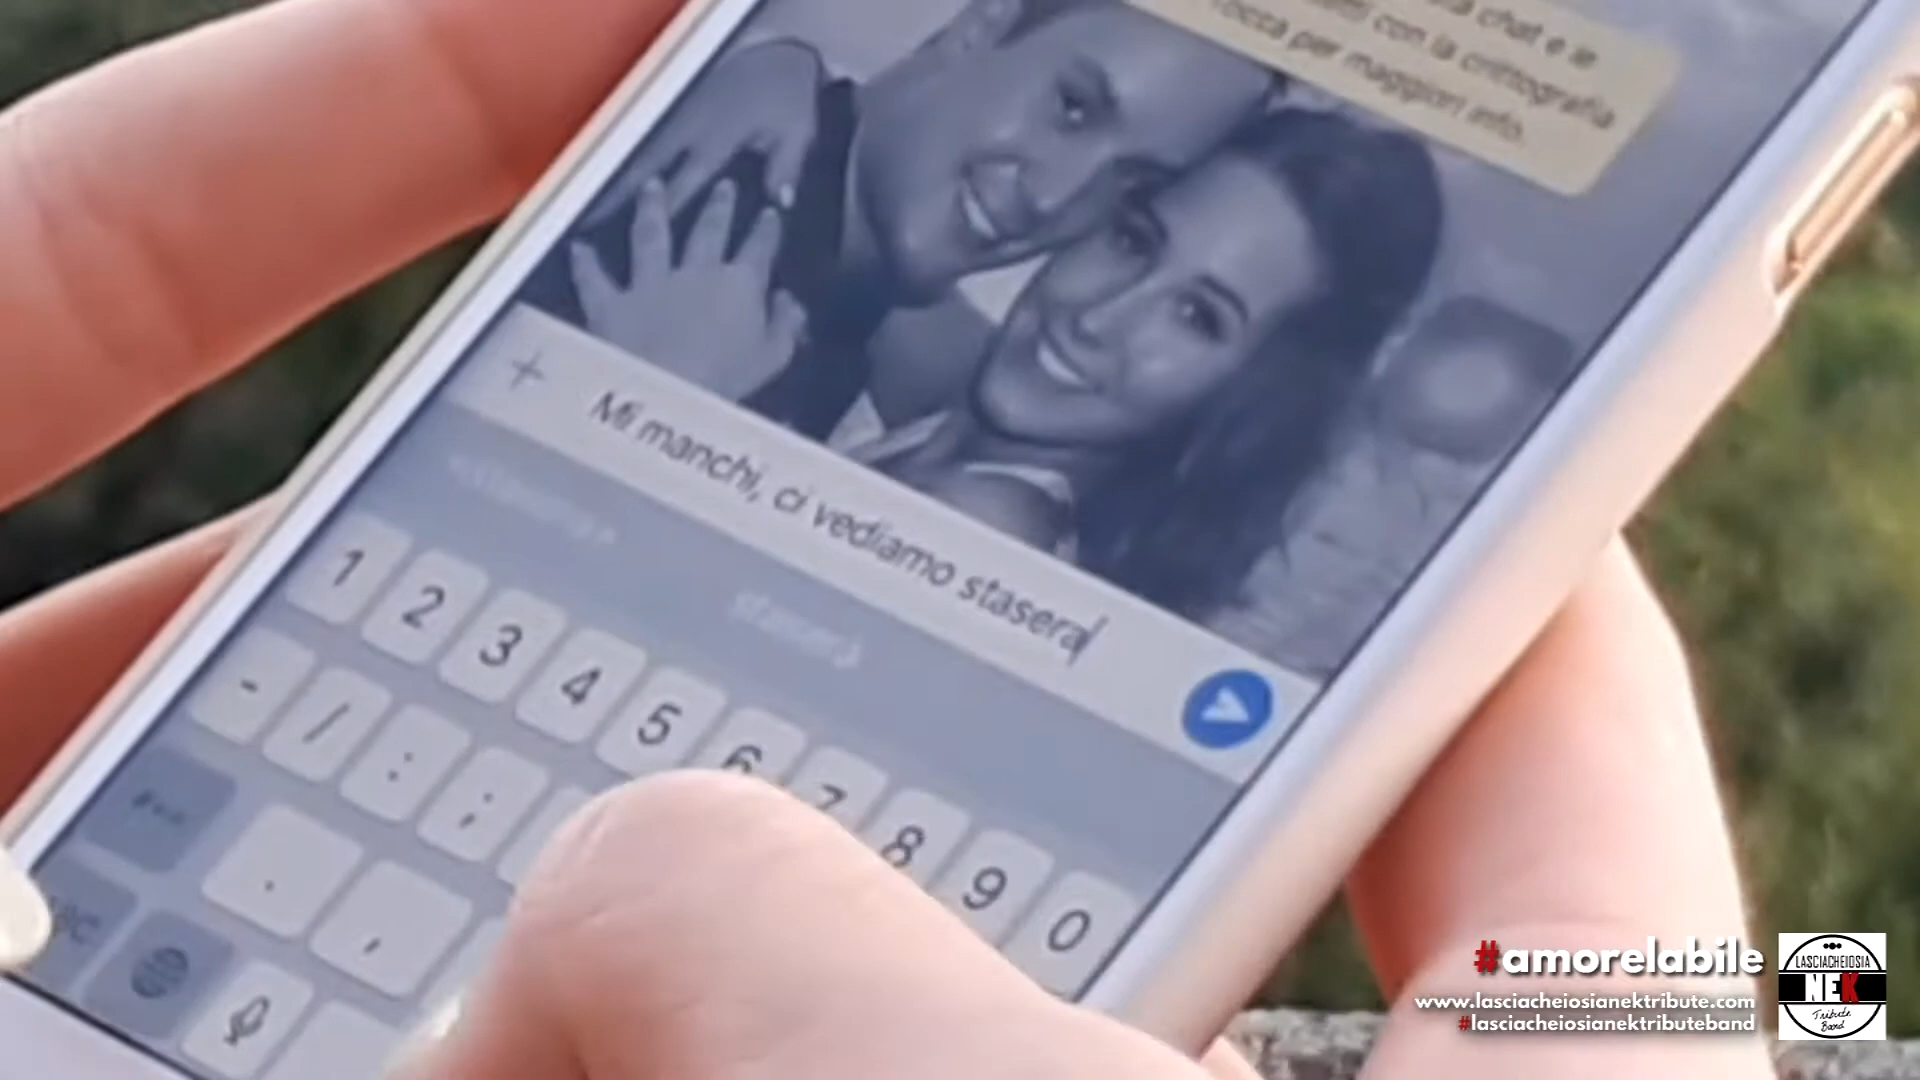 chat e le
con la crittografia
Tocca per maggiori info.
+
Mi manchi, ci vediamo stasera
stasera
1 2 3 4 5 6 7 8 9 0
- / : ;
. ,
#amorelabile
www.lasciacheiosianektribute.com
#lasciacheiosianektributeband
LASCIACHEIOSIA
NEK
Tribute
Band